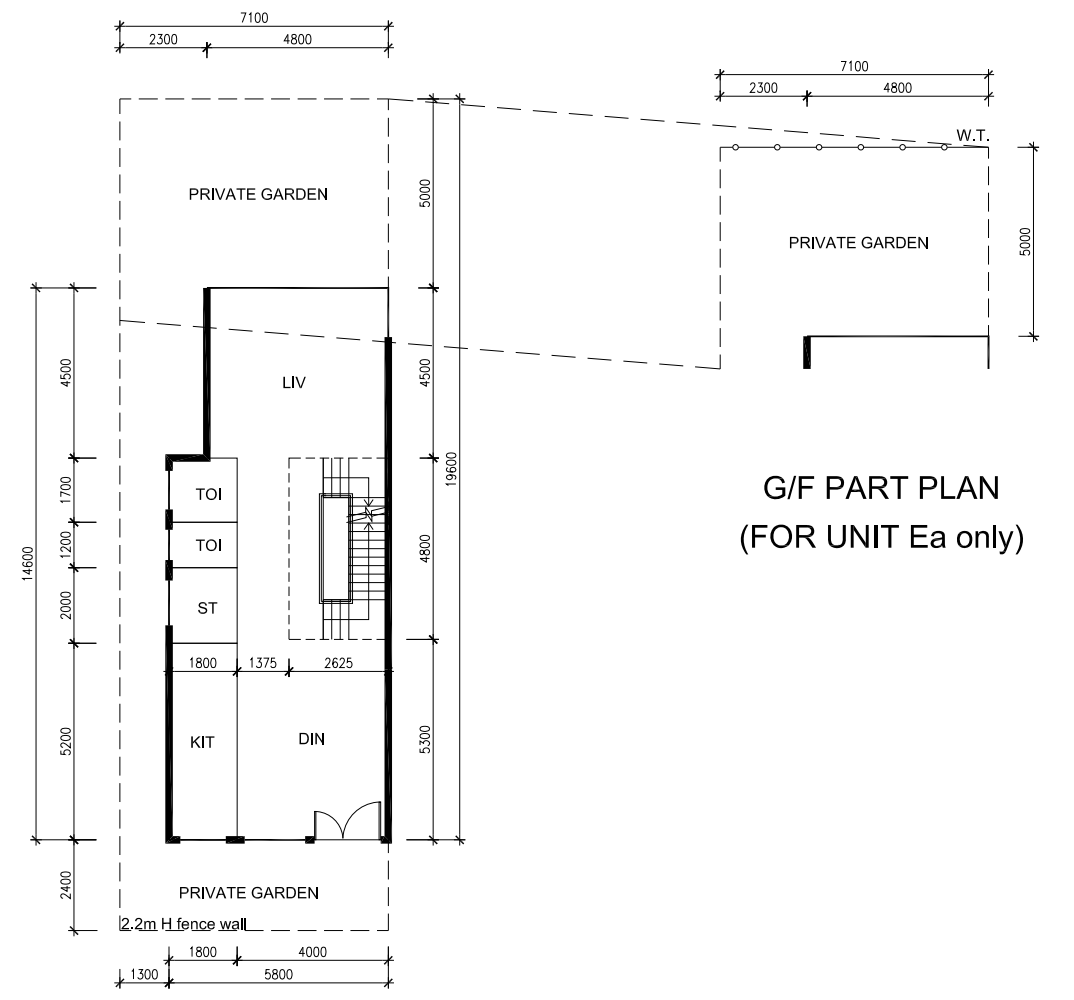 7100
2300 4800
7100
2300 4800
W.T.
PRIVATE GARDEN
5000
PRIVATE GARDEN
5000
LIV
4500
4500
19600
14600
G/F PART PLAN
(FOR UNIT Ea only)
TOI
1700
TOI
1200
4800
ST
2000
1800 1375 2625
KIT
DIN
5200
5300
PRIVATE GARDEN
2400
2.2m H fence wall
1800 4000
1300 5800